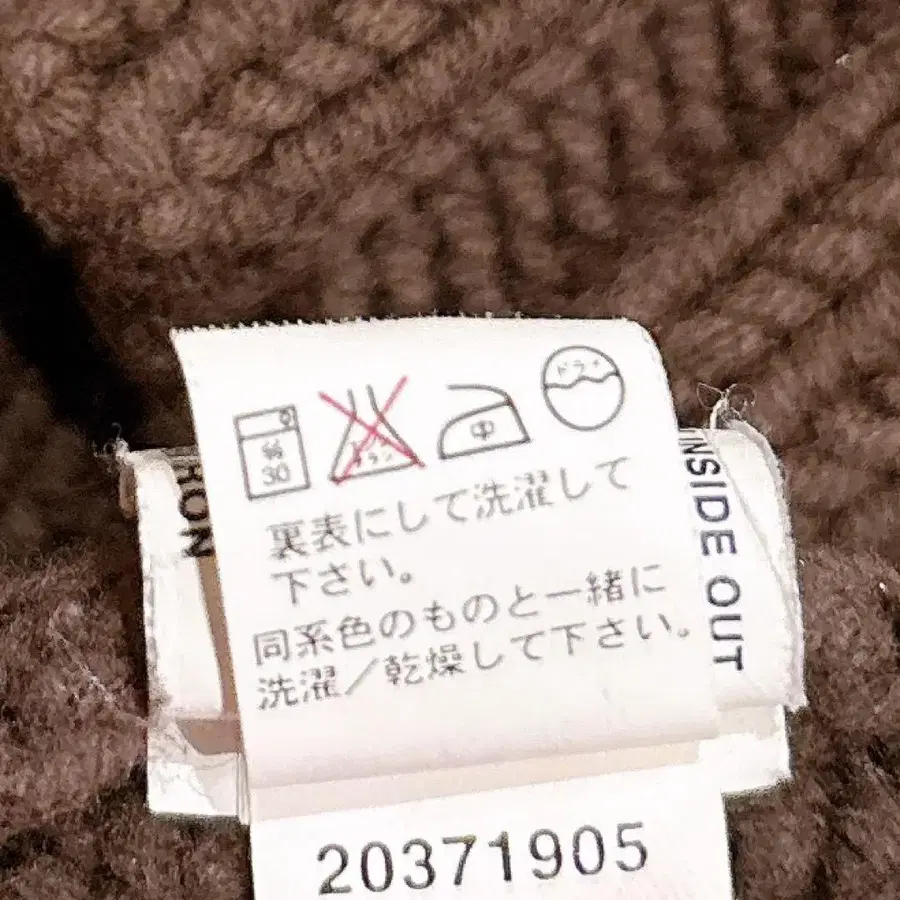 30
中
ドライ
裏表にして洗濯して
下さい。
同系色のものと一緒に
洗濯／乾燥して下さい。
RON
INSIDE OUT
20371905